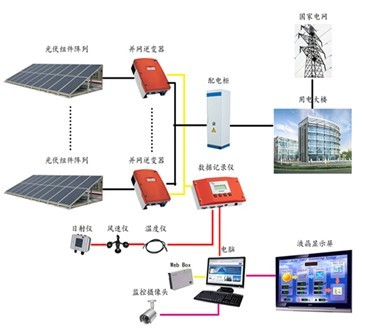 国家电网
光伏组件阵列
并网逆变器
配电柜
用电大楼
光伏组件阵列
并网逆变器
数据记录仪
日射仪
风速仪
温度仪
电脑
液晶显示屏
Web Box
监控摄像头